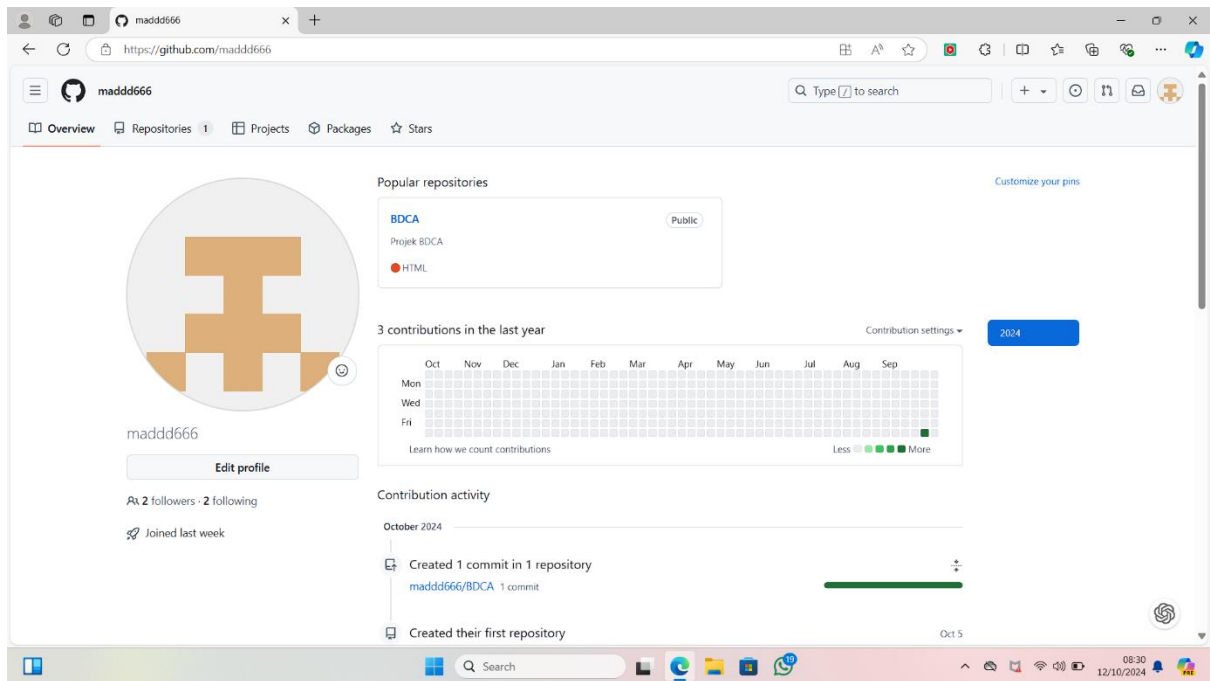 maddd666
https://github.com/maddd666
maddd666
Type / to search
Overview
Repositories 1
Projects
Packages
Stars
Popular repositories
Customize your pins
BDCA
Public
Projek BDCA
HTML
3 contributions in the last year
Contribution settings
2024
Oct Nov Dec Jan Feb Mar Apr May Jun Jul Aug Sep
Mon
Wed
Fri
Learn how we count contributions
Less
More
maddd666
Edit profile
2 followers · 2 following
Joined last week
Contribution activity
October 2024
Created 1 commit in 1 repository
maddd666/BDCA 1 commit
Created their first repository
Oct 5
Search
19
08:30
12/10/2024
PRE